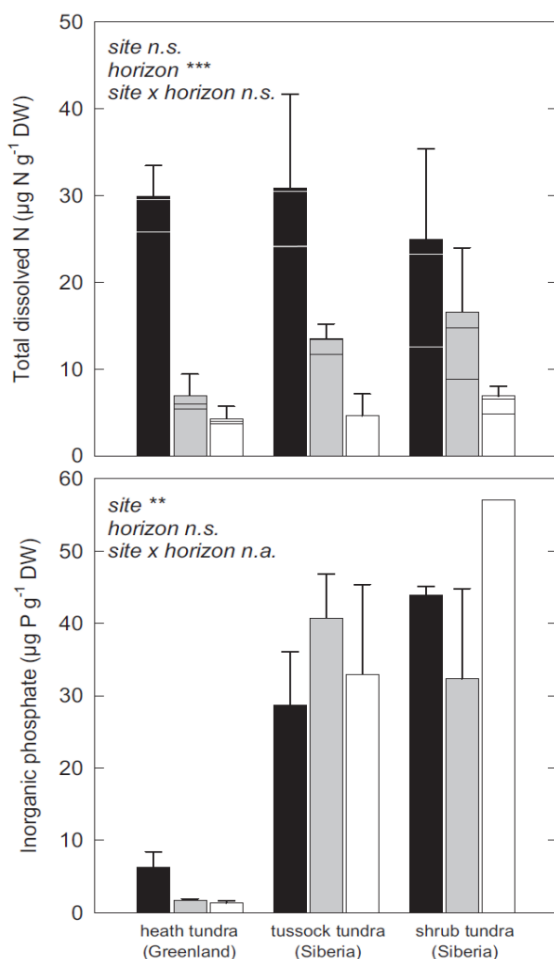 50
40
30
20
10
0
Total dissolved N (µg N g-1 DW)
site n.s.
horizon ***
site x horizon n.s.
60
50
40
30
20
10
0
Inorganic phosphate (µg P g-1 DW)
site **
horizon n.s.
site x horizon n.a.
heath tundra
(Greenland)
tussock tundra
(Siberia)
shrub tundra
(Siberia)